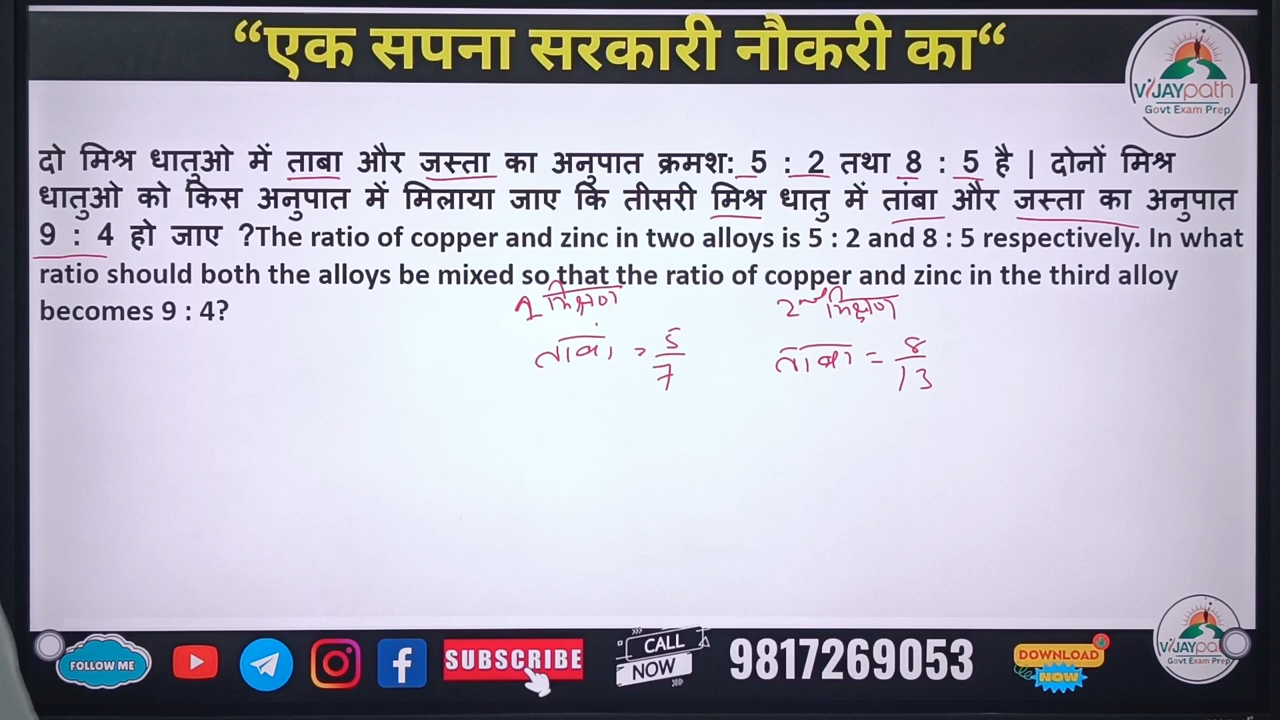 “एक सपना सरकारी नौकरी का“
VIJAYpath
Govt Exam Prep
दो मिश्र धातुओ में ताबा और जस्ता का अनुपात क्रमश: 5 : 2 तथा 8 : 5 है | दोनों मिश्र
धातुओ को किस अनुपात में मिलाया जाए कि तीसरी मिश्र धातु में तांबा और जस्ता का अनुपात
9 : 4 हो जाए ?The ratio of copper and zinc in two alloys is 5 : 2 and 8 : 5 respectively. In what
ratio should both the alloys be mixed so that the ratio of copper and zinc in the third alloy
becomes 9 : 4?
1 मिश्रण 2nd मिश्रण
ताबा = 5/7 ताबा = 8/13
FOLLOW ME
SUBSCRIBE
CALL
NOW
9817269053
DOWNLOAD
NOW
VIJAYpath
Govt Exam Prep